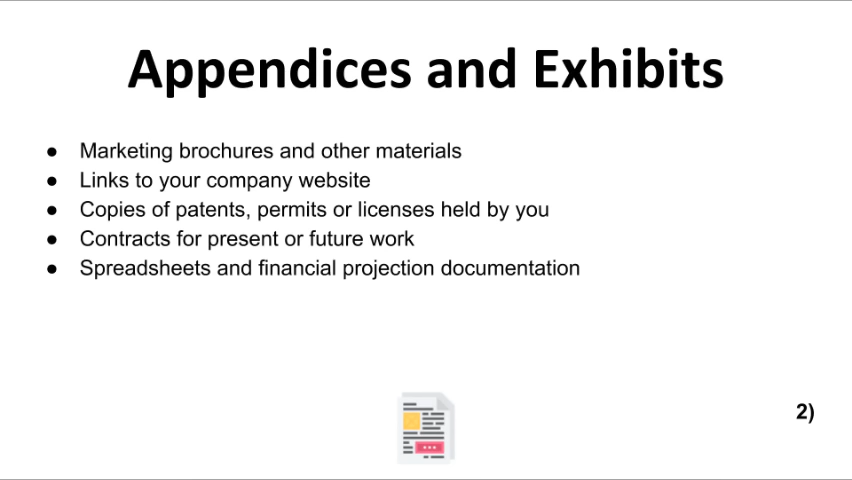 Appendices and Exhibits
● Marketing brochures and other materials
● Links to your company website
● Copies of patents, permits or licenses held by you
● Contracts for present or future work
● Spreadsheets and financial projection documentation
2)